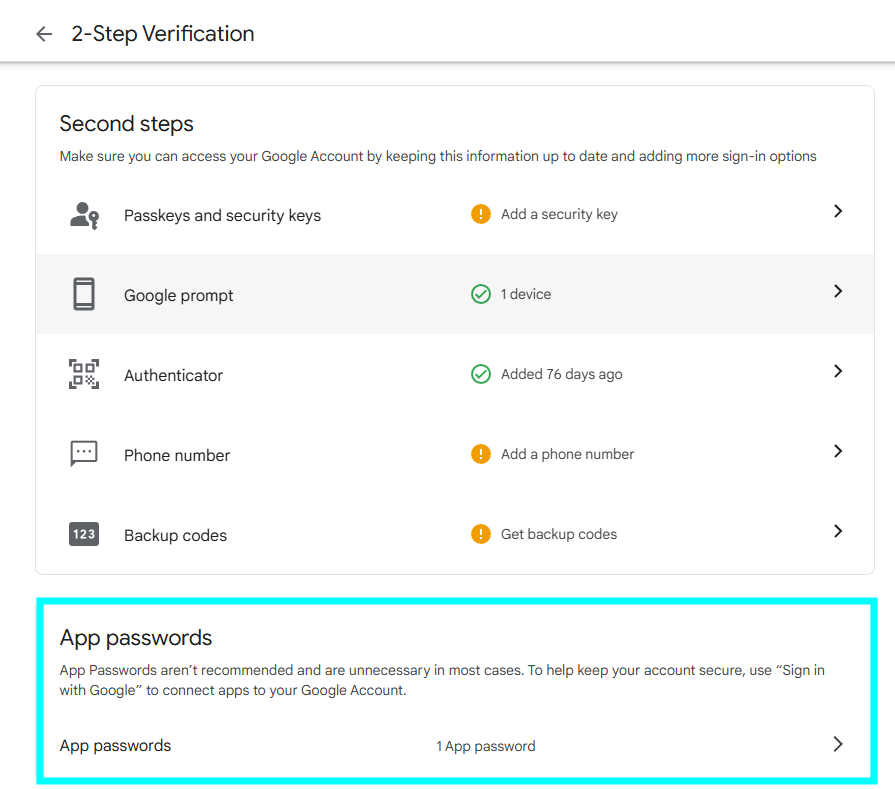 2-Step Verification
Second steps
Make sure you can access your Google Account by keeping this information up to date and adding more sign-in options
Passkeys and security keys
Add a security key
Google prompt
1 device
Authenticator
Added 76 days ago
Phone number
Add a phone number
123
Backup codes
Get backup codes
App passwords
App Passwords aren’t recommended and are unnecessary in most cases. To help keep your account secure, use “Sign in
with Google” to connect apps to your Google Account.
App passwords
1 App password